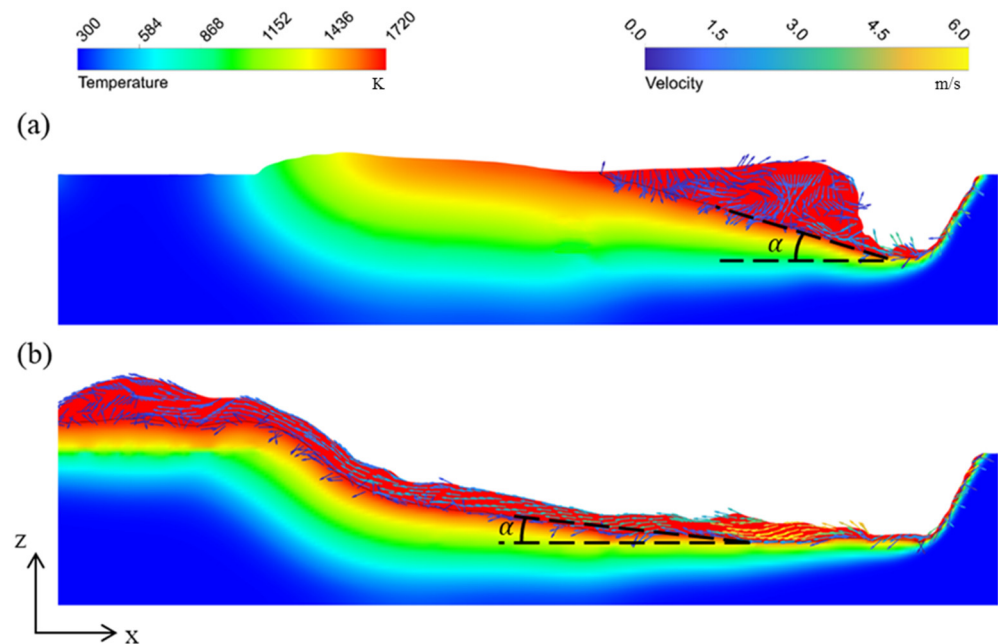 300 584 868 1152 1436 1720
Temperature K
0.0 1.5 3.0 4.5 6.0
Velocity m/s
(a)
α
(b)
α
Z
X